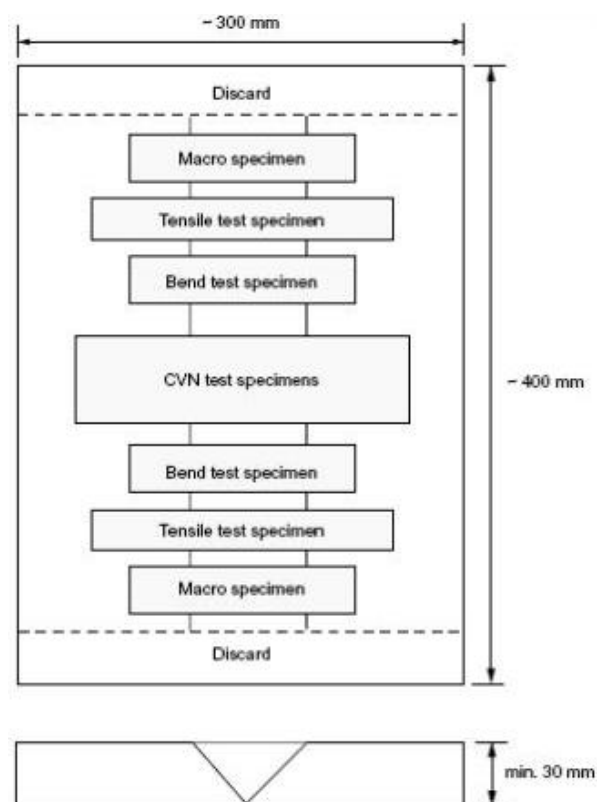 ~ 300 mm
Discard
Macro specimen
Tensile test specimen
Bend test specimen
CVN test specimens
~ 400 mm
Bend test specimen
Tensile test specimen
Macro specimen
Discard
min. 30 mm